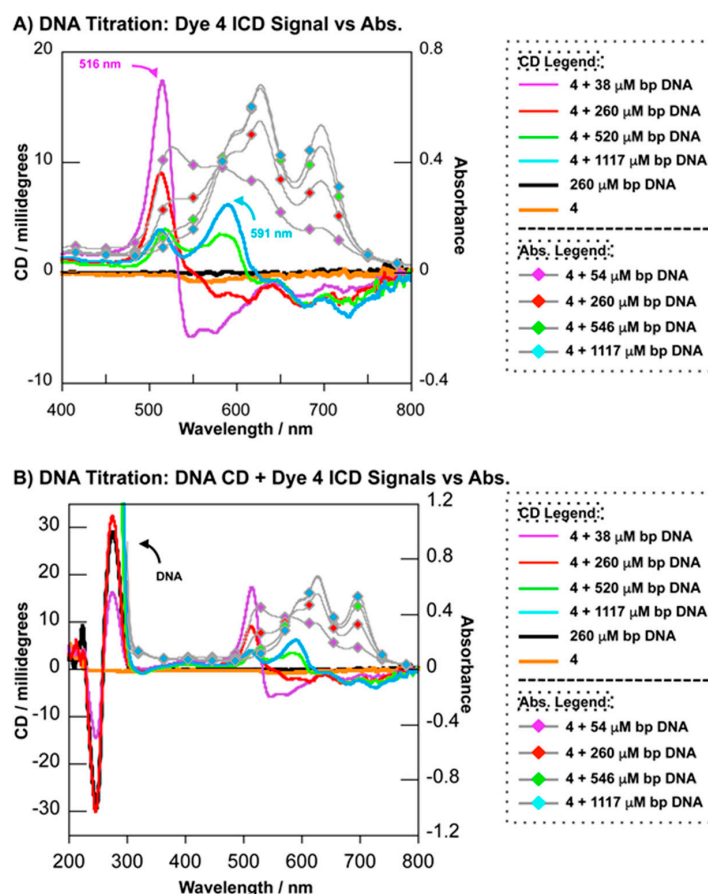 A) DNA Titration: Dye 4 ICD Signal vs Abs.
20
10
0
-10
CD / millidegrees
516 nm
591 nm
0.8
0.4
0
-0.4
Absorbance
400 500 600 700 800
Wavelength / nm
CD Legend:
4 + 38 μM bp DNA
4 + 260 μM bp DNA
4 + 520 μM bp DNA
4 + 1117 μM bp DNA
260 μM bp DNA
4
Abs. Legend:
4 + 54 μM bp DNA
4 + 260 μM bp DNA
4 + 546 μM bp DNA
4 + 1117 μM bp DNA
B) DNA Titration: DNA CD + Dye 4 ICD Signals vs Abs.
30
20
10
0
-10
-20
-30
CD / millidegrees
DNA
1.2
0.8
0.4
0
-0.4
-0.8
-1.2
Absorbance
200 300 400 500 600 700 800
Wavelength / nm
CD Legend:
4 + 38 μM bp DNA
4 + 260 μM bp DNA
4 + 520 μM bp DNA
4 + 1117 μM bp DNA
260 μM bp DNA
4
Abs. Legend:
4 + 54 μM bp DNA
4 + 260 μM bp DNA
4 + 546 μM bp DNA
4 + 1117 μM bp DNA